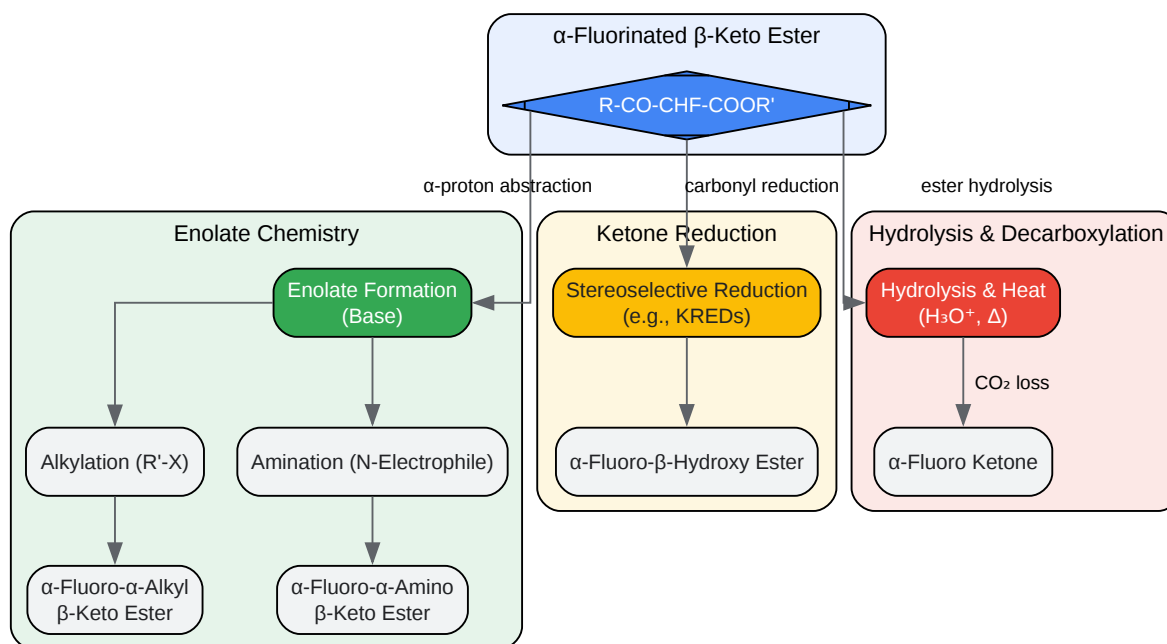 α-Fluorinated β-Keto Ester
R-CO-CHF-COOR'
α-proton abstraction
carbonyl reduction
ester hydrolysis
Enolate Chemistry
Ketone Reduction
Hydrolysis & Decarboxylation
Enolate Formation
(Base)
Stereoselective Reduction
(e.g., KREDs)
Hydrolysis & Heat
(H₃O⁺, Δ)
CO₂ loss
Alkylation (R'-X)
Amination (N-Electrophile)
α-Fluoro-β-Hydroxy Ester
α-Fluoro Ketone
α-Fluoro-α-Alkyl
β-Keto Ester
α-Fluoro-α-Amino
β-Keto Ester